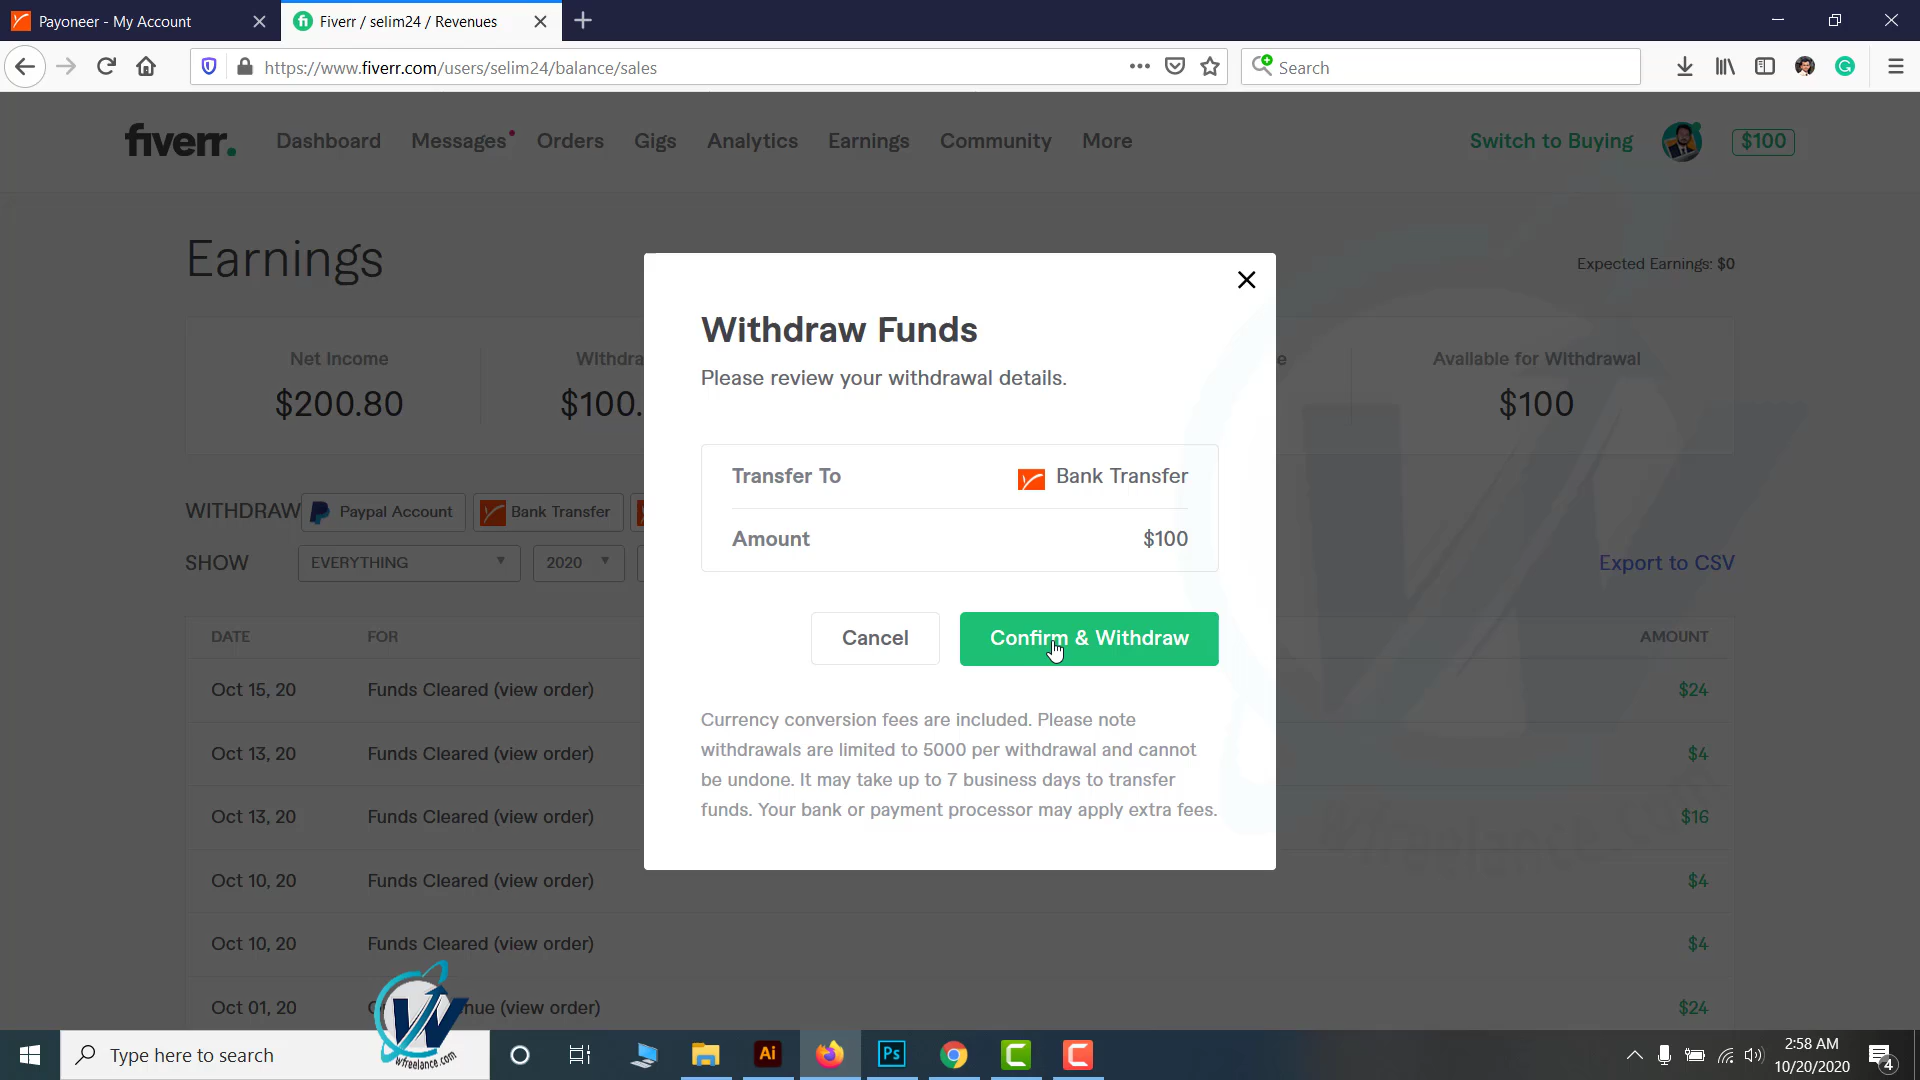 Payoneer - My Account
Fiverr / selim24 / Revenues
https://www.fiverr.com/users/selim24/balance/sales
Search
fiverr.
Dashboard
Messages
Orders
Gigs
Analytics
Earnings
Community
More
Switch to Buying
$100
Earnings
Expected Earnings: $0
Net Income
$200.80
$100.
Available for Withdrawal
$100
WITHDRAW
Paypal Account
Bank Transfer
SHOW
EVERYTHING
2020
Export to CSV
DATE
FOR
AMOUNT
Oct 15, 20
Funds Cleared (view order)
$24
Oct 13, 20
Funds Cleared (view order)
$4
Oct 13, 20
Funds Cleared (view order)
$16
Oct 10, 20
Funds Cleared (view order)
$4
Oct 10, 20
Funds Cleared (view order)
$4
Oct 01, 20
(view order)
$24
Withdraw Funds
Please review your withdrawal details.
Transfer To
Bank Transfer
Amount
$100
Cancel
Confirm & Withdraw
Currency conversion fees are included. Please note
withdrawals are limited to 5000 per withdrawal and cannot
be undone. It may take up to 7 business days to transfer
funds. Your bank or payment processor may apply extra fees.
wfreelance.com
W
wfreelance.com
Type here to search
Ai
Ps
2:58 AM
10/20/2020
4